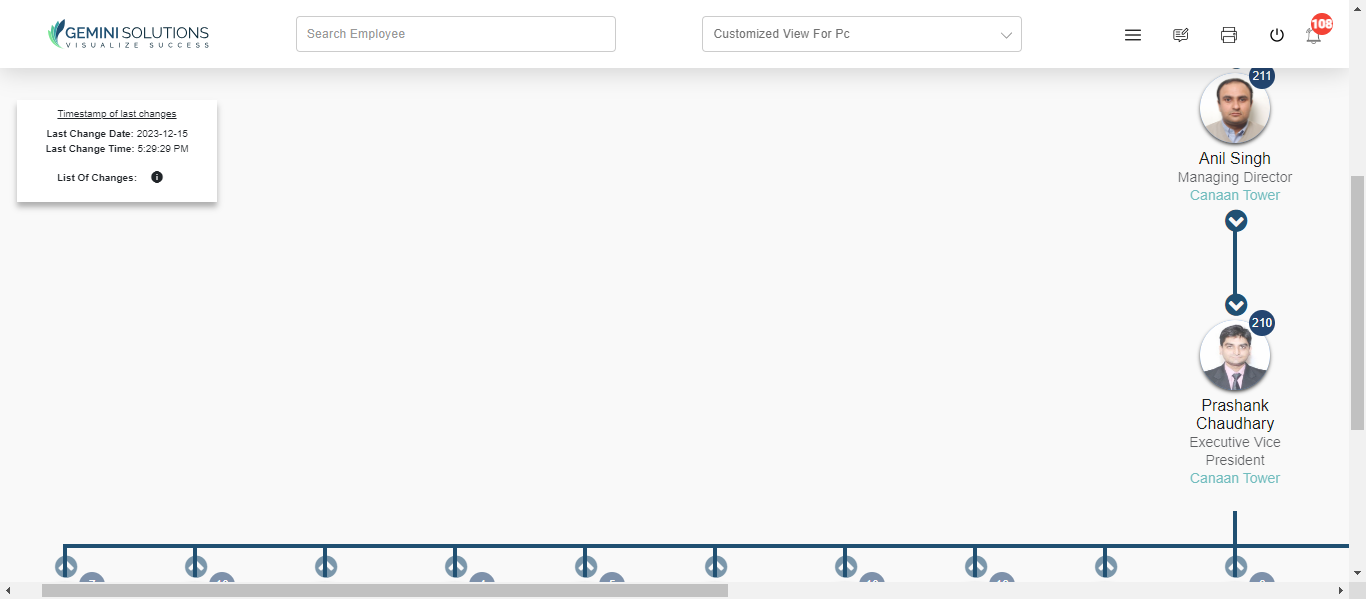 GEMINI SOLUTIONS
VISUALIZE SUCCESS
Search Employee
Customized View For Pc
108
Timestamp of last changes
Last Change Date: 2023-12-15
Last Change Time: 5:29:29 PM
List Of Changes:
211
Anil Singh
Managing Director
Canaan Tower
210
Prashank
Chaudhary
Executive Vice
President
Canaan Tower